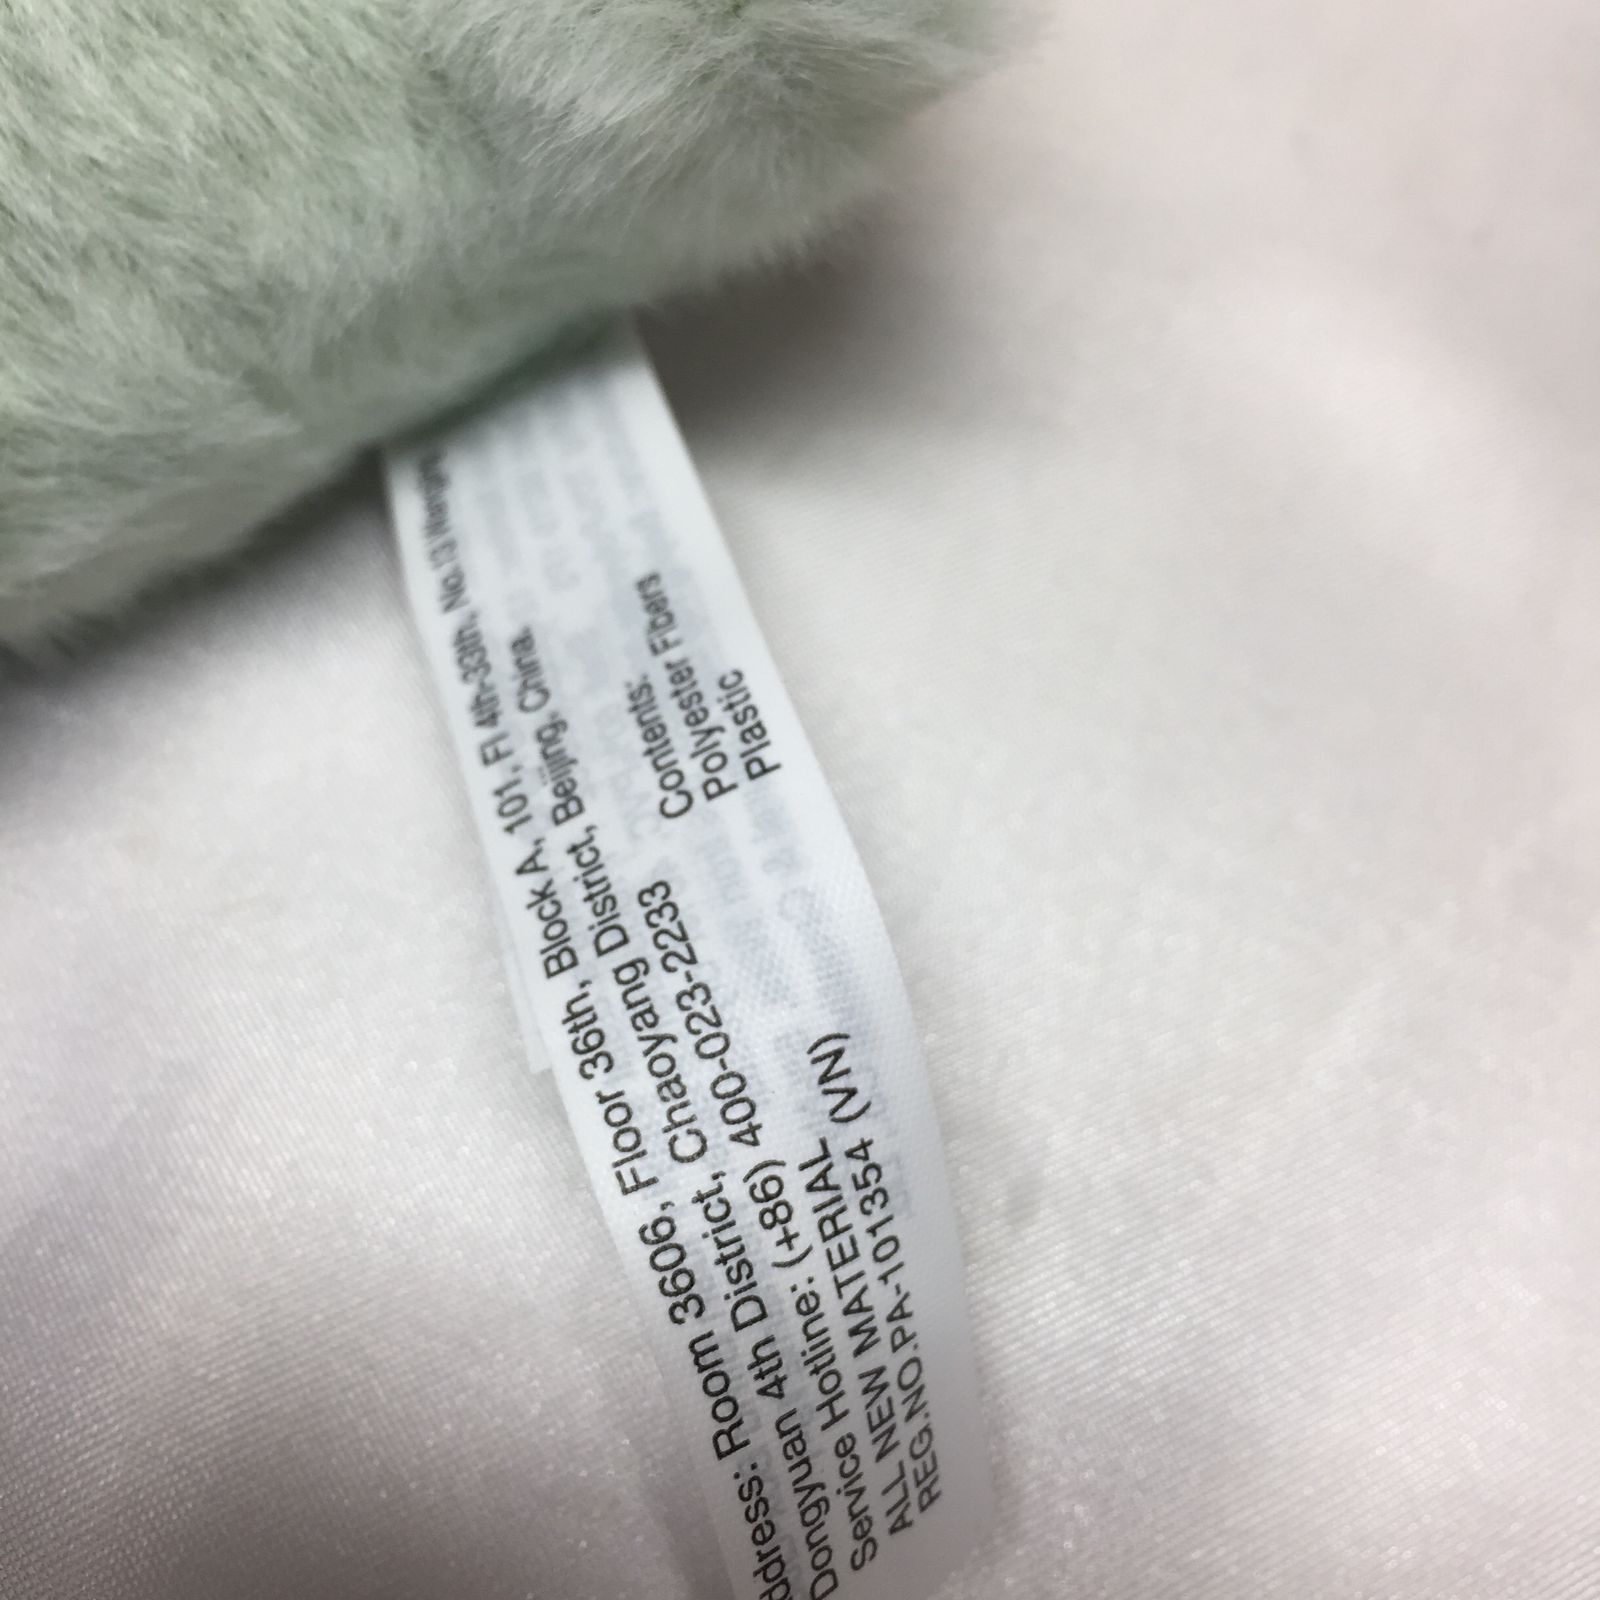 ddress: Room 3606, Floor 36th, Block A, 101, Fl 4th-33th, No.13
Dongyuan 4th District, Chaoyang District, Beijing, China.
Service Hotline: (+86) 400-023-2233
ALL NEW MATERIAL
REG.NO.PA-101354 (VN)
Contents:
Polyester Fibers
Plastic